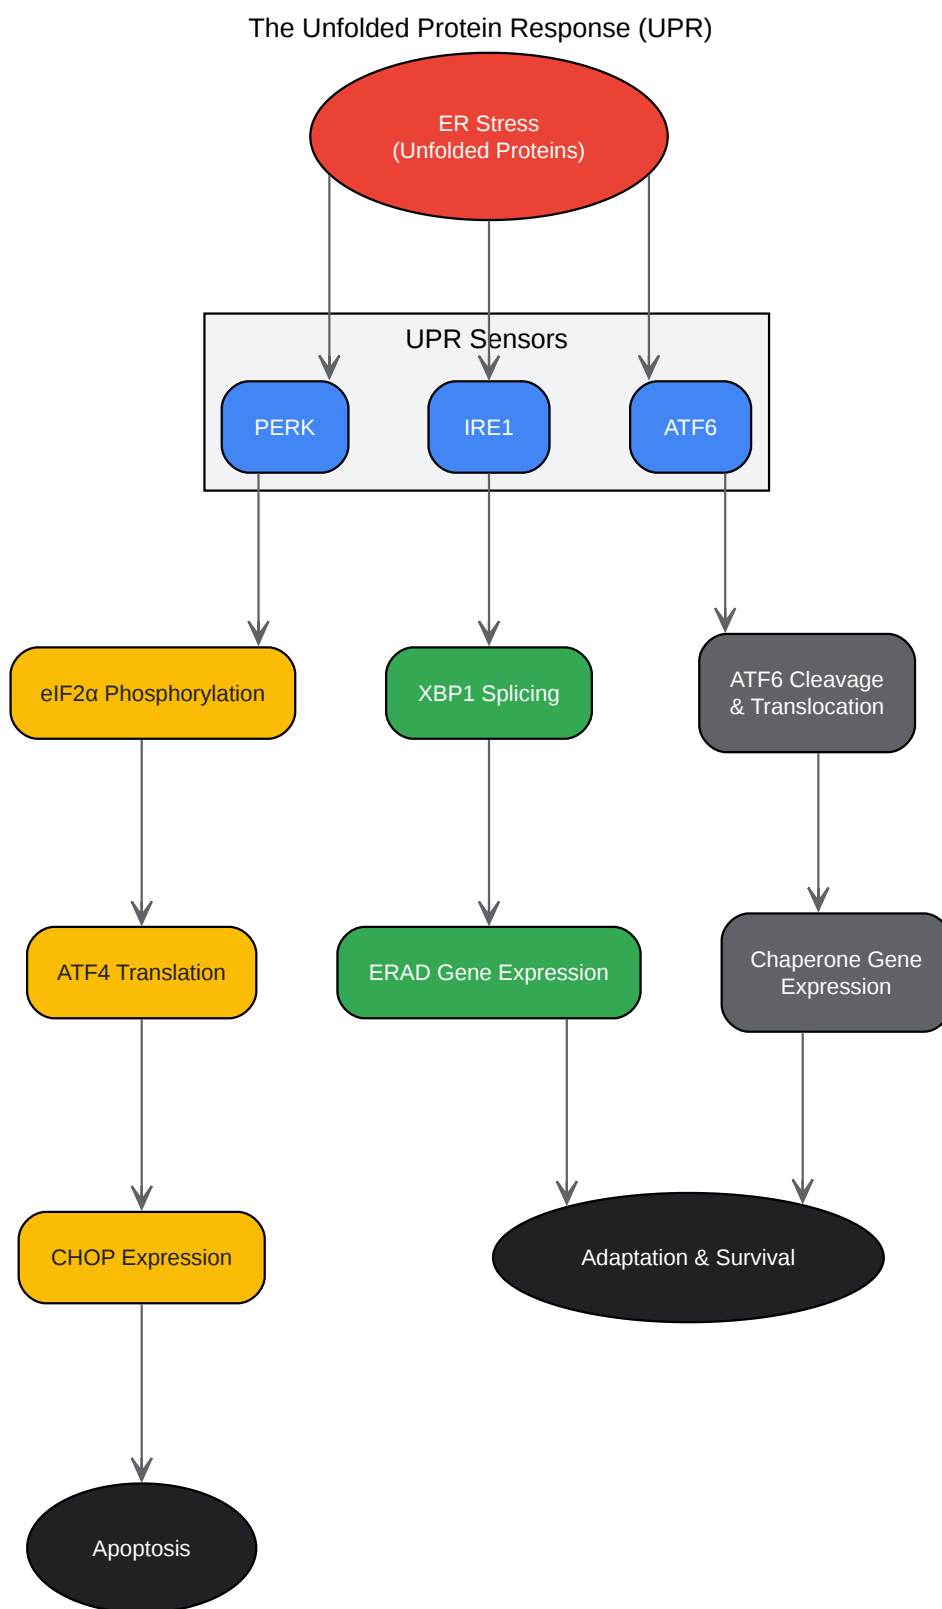 The Unfolded Protein Response (UPR)
ER Stress
(Unfolded Proteins)
UPR Sensors
PERK
IRE1
ATF6
eIF2α Phosphorylation
XBP1 Splicing
ATF6 Cleavage
& Translocation
ATF4 Translation
ERAD Gene Expression
Chaperone Gene
Expression
CHOP Expression
Adaptation & Survival
Apoptosis